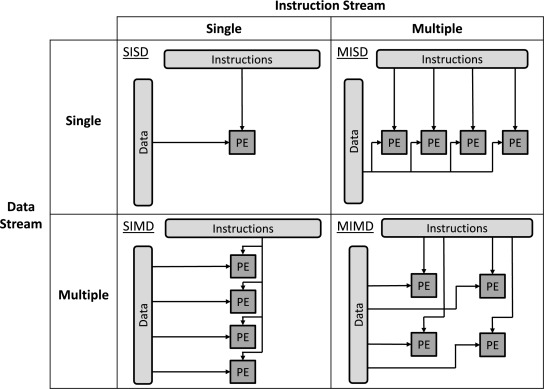 Instruction Stream
Single
Multiple
SISD
Instructions
Data
PE
MISD
Instructions
Data
PE PE PE PE
Single
Data
Stream
Multiple
SIMD
Instructions
Data
PE
PE
PE
PE
MIMD
Instructions
Data
PE PE
PE PE